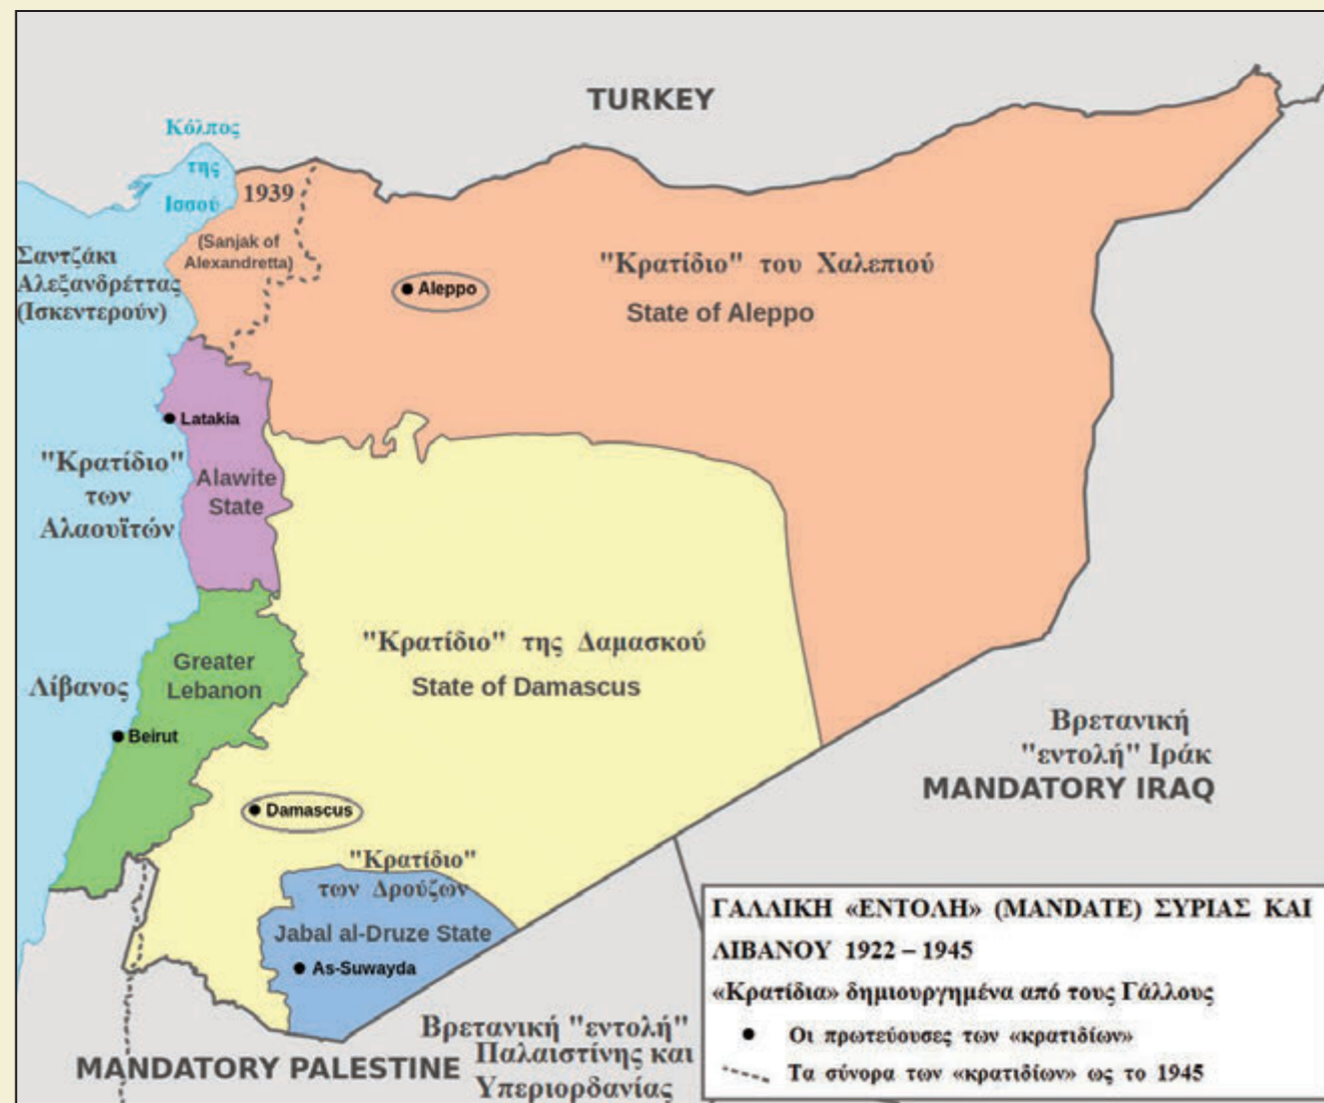 TURKEY
Κόλπος
της
Ισσού
1939
(Sanjak of
Alexandretta)
Σαντζάκι
Αλεξανδρέττας
(Ισκεντερούν)
"Κρατίδιο" του Χαλεπιού
State of Aleppo
Aleppo
Latakia
"Κρατίδιο"
των
Αλαουϊτών
Alawite
State
"Κρατίδιο" της Δαμασκού
State of Damascus
Greater
Lebanon
Λίβανος
Beirut
Βρετανική
"εντολή" Ιράκ
MANDATORY IRAQ
Damascus
"Κρατίδιο"
των Δρούζων
Jabal al-Druze State
As-Suwayda
Βρετανική "εντολή"
Παλαιστίνης και
Υπεριορδανίας
MANDATORY PALESTINE
ΓΑΛΛΙΚΗ «ΕΝΤΟΛΗ» (MANDATE) ΣΥΡΙΑΣ ΚΑΙ
ΛΙΒΑΝΟΥ 1922 – 1945
«Κρατίδια» δημιουργημένα από τους Γάλλους
Οι πρωτεύουσες των «κρατιδίων»
Τα σύνορα των «κρατιδίων» ως το 1945